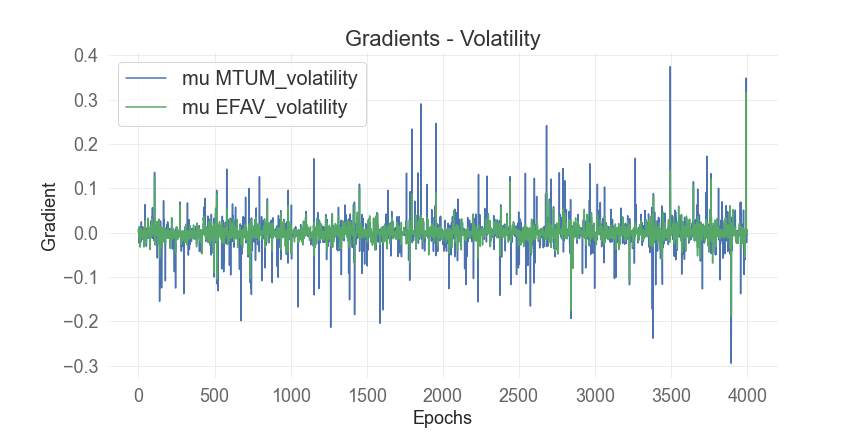 Gradients - Volatility
mu MTUM_volatility
mu EFAV_volatility
Gradient
0.4
0.3
0.2
0.1
0.0
−0.1
−0.2
−0.3
0 500 1000 1500 2000 2500 3000 3500 4000
Epochs